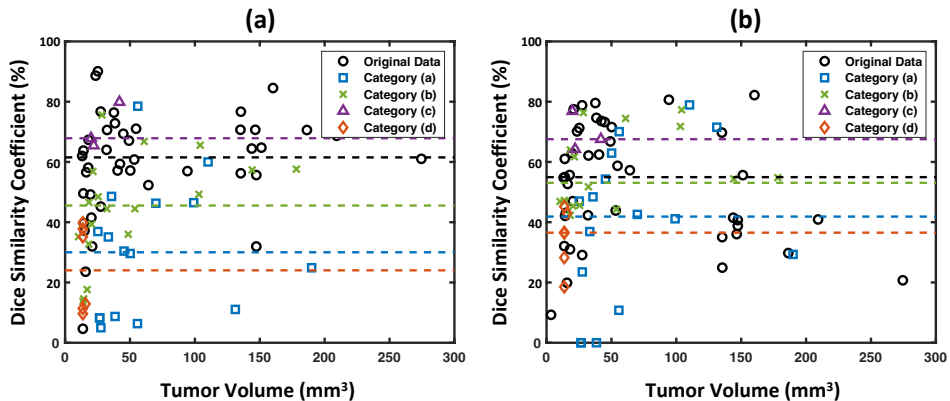 (a)
Dice Similarity Coefficient (%)
100
80
60
40
20
0
0
50
100
150
200
250
300
Tumor Volume (mm³)
Original Data
Category (a)
Category (b)
Category (c)
Category (d)
(b)
Dice Similarity Coefficient (%)
100
80
60
40
20
0
0
50
100
150
200
250
300
Tumor Volume (mm³)
Original Data
Category (a)
Category (b)
Category (c)
Category (d)